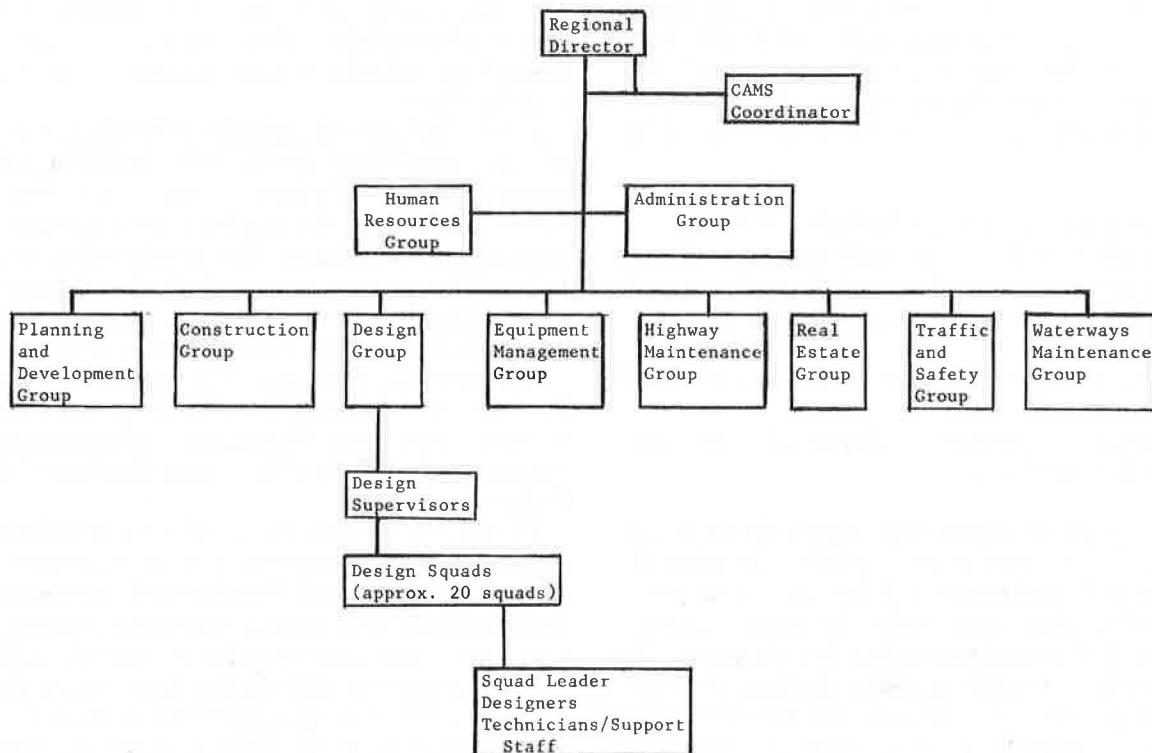 Regional
Director
CAMS
Coordinator
Human
Resources
Group
Administration
Group
Planning
and
Development
Group
Construction
Group
Design
Group
Equipment
Management
Group
Highway
Maintenance
Group
Real
Estate
Group
Traffic
and
Safety
Group
Waterways
Maintenance
Group
Design
Supervisors
Design Squads
(approx. 20 squads)
Squad Leader
Designers
Technicians/Support
Staff